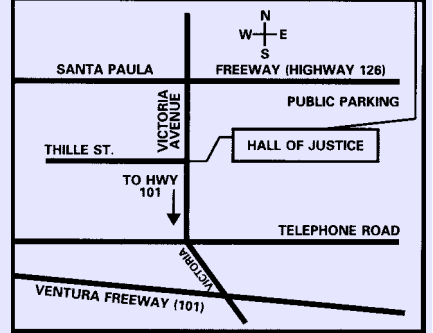 N
W E
S
SANTA PAULA FREEWAY (HIGHWAY 126)
PUBLIC PARKING
VICTORIA
AVENUE
HALL OF JUSTICE
THILLE ST.
TO HWY
101
TELEPHONE ROAD
VICTORIA
VENTURA FREEWAY (101)